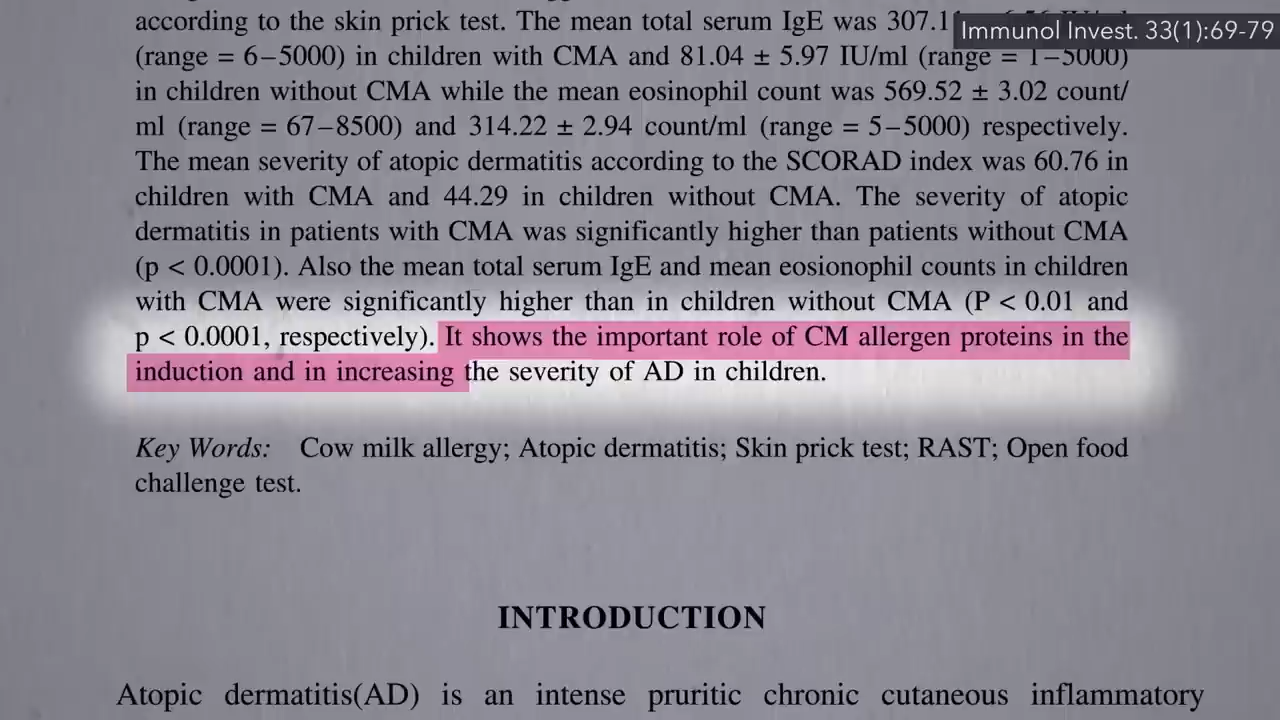 Immunol Invest. 33(1):69-79
according to the skin prick test. The mean total serum IgE was 307.1
(range = 6–5000) in children with CMA and 81.04 ± 5.97 IU/ml (range = 1–5000)
in children without CMA while the mean eosinophil count was 569.52 ± 3.02 count/
ml (range = 67–8500) and 314.22 ± 2.94 count/ml (range = 5–5000) respectively.
The mean severity of atopic dermatitis according to the SCORAD index was 60.76 in
children with CMA and 44.29 in children without CMA. The severity of atopic
dermatitis in patients with CMA was significantly higher than patients without CMA
(p < 0.0001). Also the mean total serum IgE and mean eosionophil counts in children
with CMA were significantly higher than in children without CMA (P < 0.01 and
p < 0.0001, respectively). It shows the important role of CM allergen proteins in the
induction and in increasing the severity of AD in children.
Key Words: Cow milk allergy; Atopic dermatitis; Skin prick test; RAST; Open food
challenge test.
INTRODUCTION
Atopic dermatitis(AD) is an intense pruritic chronic cutaneous inflammatory